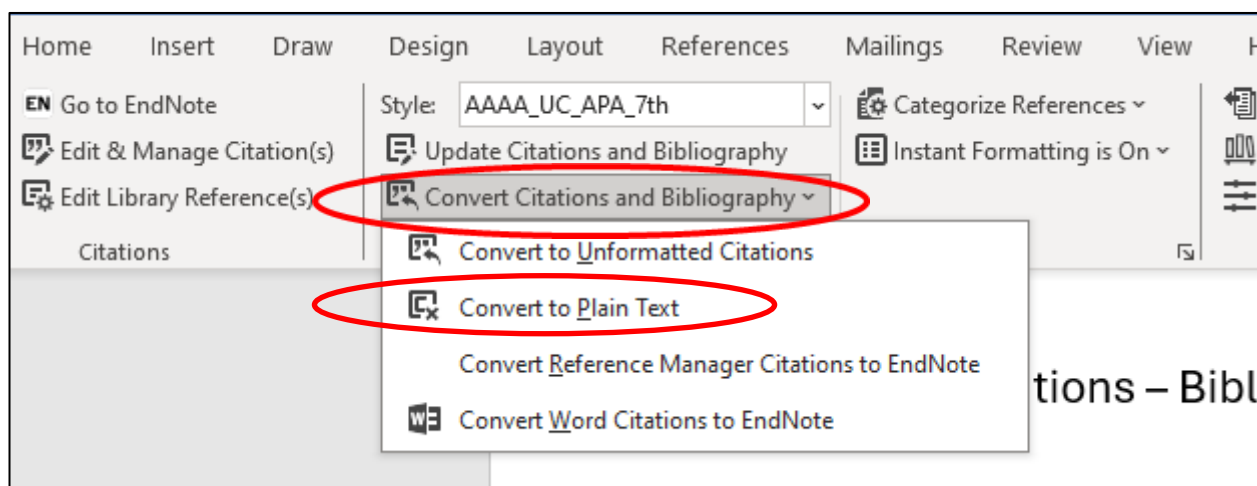 Home Insert Draw Design Layout References Mailings Review View
EN Go to EndNote
Edit & Manage Citation(s)
Edit Library Reference(s)
Citations
Style: AAAA_UC_APA_7th
Update Citations and Bibliography
Convert Citations and Bibliography
Categorize References
Instant Formatting is On
Convert to Unformatted Citations
Convert to Plain Text
Convert Reference Manager Citations to EndNote
Convert Word Citations to EndNote
tions – Bibl